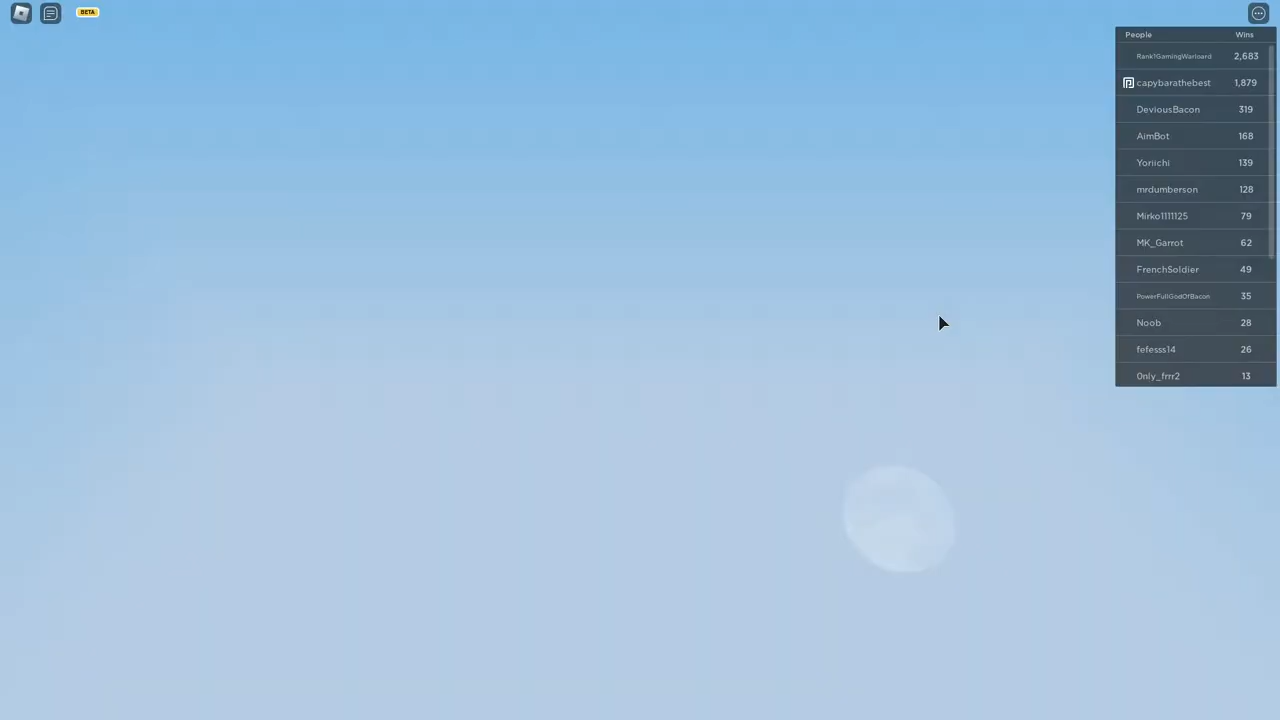 BETA
People Wins
Rank1GamingWarloard 2,683
capybarathebest 1,879
DeviousBacon 319
AimBot 168
Yoriichi 139
mrdumberson 128
Mirko1111125 79
MK_Garrot 62
FrenchSoldier 49
PowerFullGodOfBacon 35
Noob 28
fefesss14 26
0nly_frrr2 13